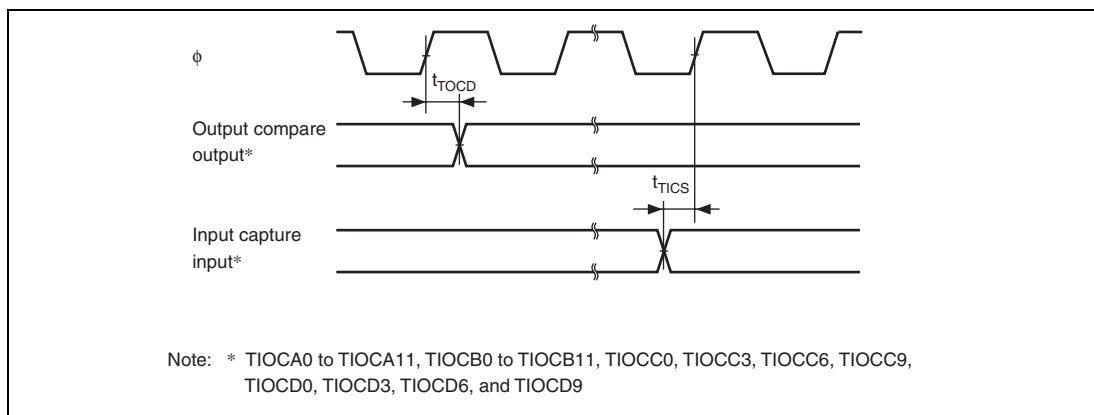 ϕ
tTOCD
Output compare
output*
tTICS
Input capture
input*
Note: * TIOCA0 to TIOCA11, TIOCB0 to TIOCB11, TIOCC0, TIOCC3, TIOCC6, TIOCC9,
TIOCD0, TIOCD3, TIOCD6, and TIOCD9